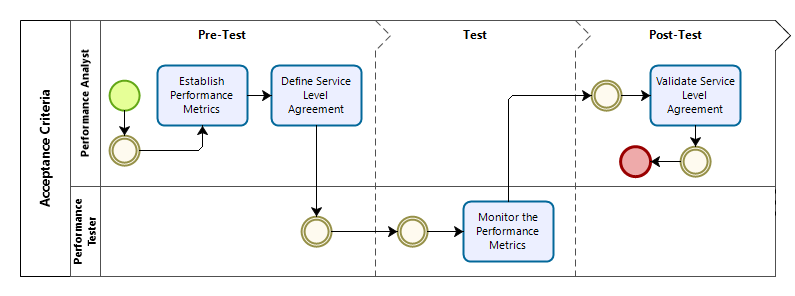 Pre-Test
Test
Post-Test
Acceptance Criteria
Performance Analyst
Establish
Performance
Metrics
Define Service
Level
Agreement
Validate Service
Level
Agreement
Performance
Tester
Monitor the
Performance
Metrics